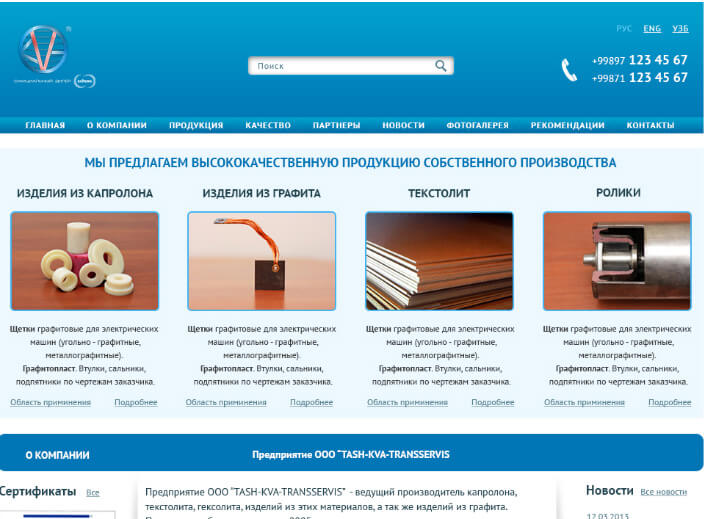 РУС ENG УЗБ
ОФИЦИАЛЬНЫЙ ДИЛЕР
Поиск
+99897 123 45 67
+99871 123 45 67
ГЛАВНАЯ О КОМПАНИИ ПРОДУКЦИЯ КАЧЕСТВО ПАРТНЕРЫ НОВОСТИ ФОТОГАЛЕРЕЯ РЕКОМЕНДАЦИИ КОНТАКТЫ
МЫ ПРЕДЛАГАЕМ ВЫСОКОКАЧЕСТВЕННУЮ ПРОДУКЦИЮ СОБСТВЕННОГО ПРОИЗВОДСТВА
ИЗДЕЛИЯ ИЗ КАПРОЛОНА
Щетки графитовые для электрических
машин (угольно - графитные,
металлографитные).
Графитопласт. Втулки, сальники,
подпятники по чертежам заказчика.
Область приминения Подробнее
ИЗДЕЛИЯ ИЗ ГРАФИТА
Щетки графитовые для электрических
машин (угольно - графитные,
металлографитные).
Графитопласт. Втулки, сальники,
подпятники по чертежам заказчика.
Область приминения Подробнее
ТЕКСТОЛИТ
Щетки графитовые для электрических
машин (угольно - графитные,
металлографитные).
Графитопласт. Втулки, сальники,
подпятники по чертежам заказчика.
Область приминения Подробнее
РОЛИКИ
Щетки графитовые для электрических
машин (угольно - графитные,
металлографитные).
Графитопласт. Втулки, сальники,
подпятники по чертежам заказчика.
Область приминения Подробнее
О КОМПАНИИ Предприятие ООО "TASH-KVA-TRANSSERVIS
Сертификаты Все
Предприятие ООО "TASH-KVA-TRANSSERVIS" - ведущий производитель капролона,
текстолита, гексолита, изделий из этих материалов, а так же изделий из графита.
Новости Все новости
12.03.2013